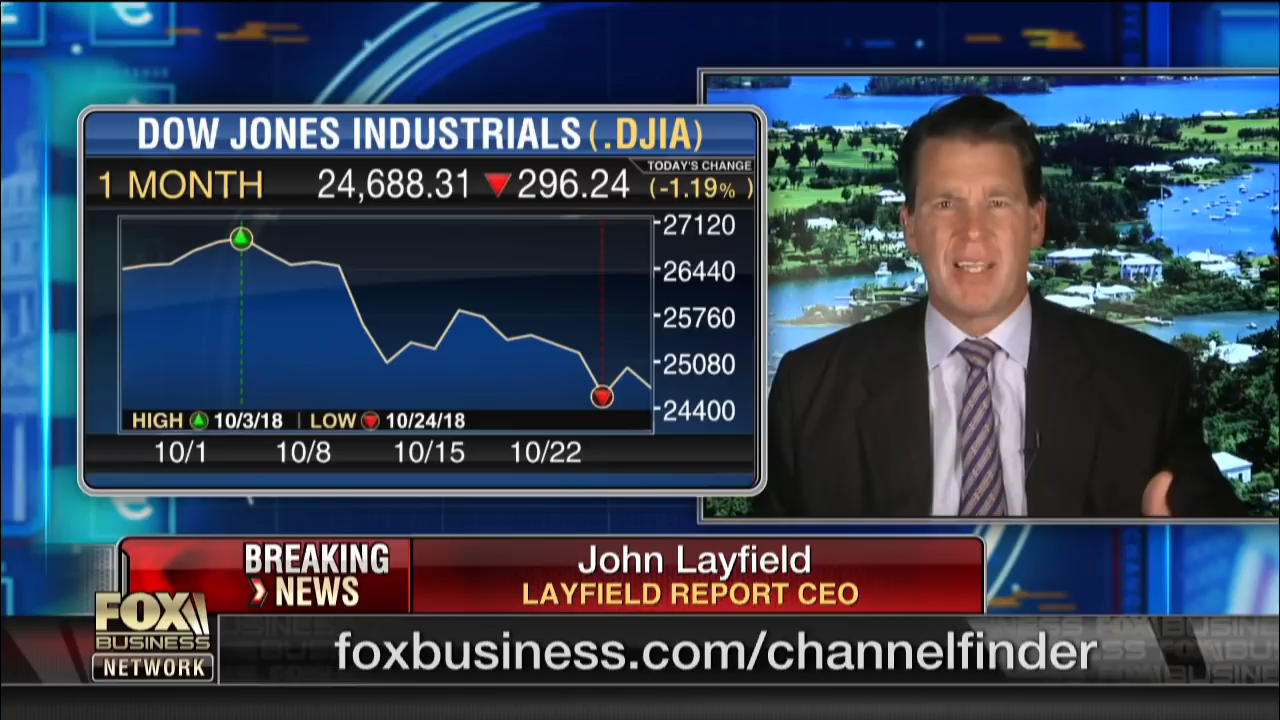 DOW JONES INDUSTRIALS (.DJIA)
TODAY'S CHANGE
1 MONTH 24,688.31 ▼296.24 (-1.19% )
27120
26440
25760
25080
24400
HIGH ▲ 10/3/18 | LOW ▼ 10/24/18
10/1 10/8 10/15 10/22
BREAKING
NEWS
John Layfield
LAYFIELD REPORT CEO
FOX
BUSINESS
NETWORK
foxbusiness.com/channelfinder